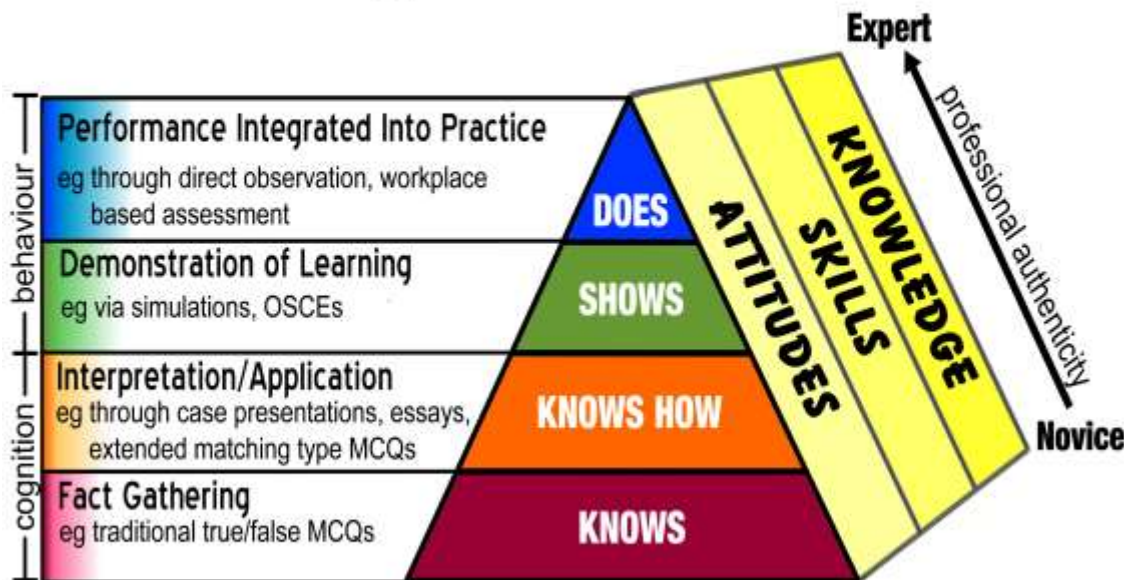 Expert
professional authenticity
Novice
behaviour
cognition
Performance Integrated Into Practice
eg through direct observation, workplace
based assessment
DOES
Demonstration of Learning
eg via simulations, OSCEs
SHOWS
Interpretation/Application
eg through case presentations, essays,
extended matching type MCQs
KNOWS HOW
Fact Gathering
eg traditional true/false MCQs
KNOWS
ATTITUDES
SKILLS
KNOWLEDGE